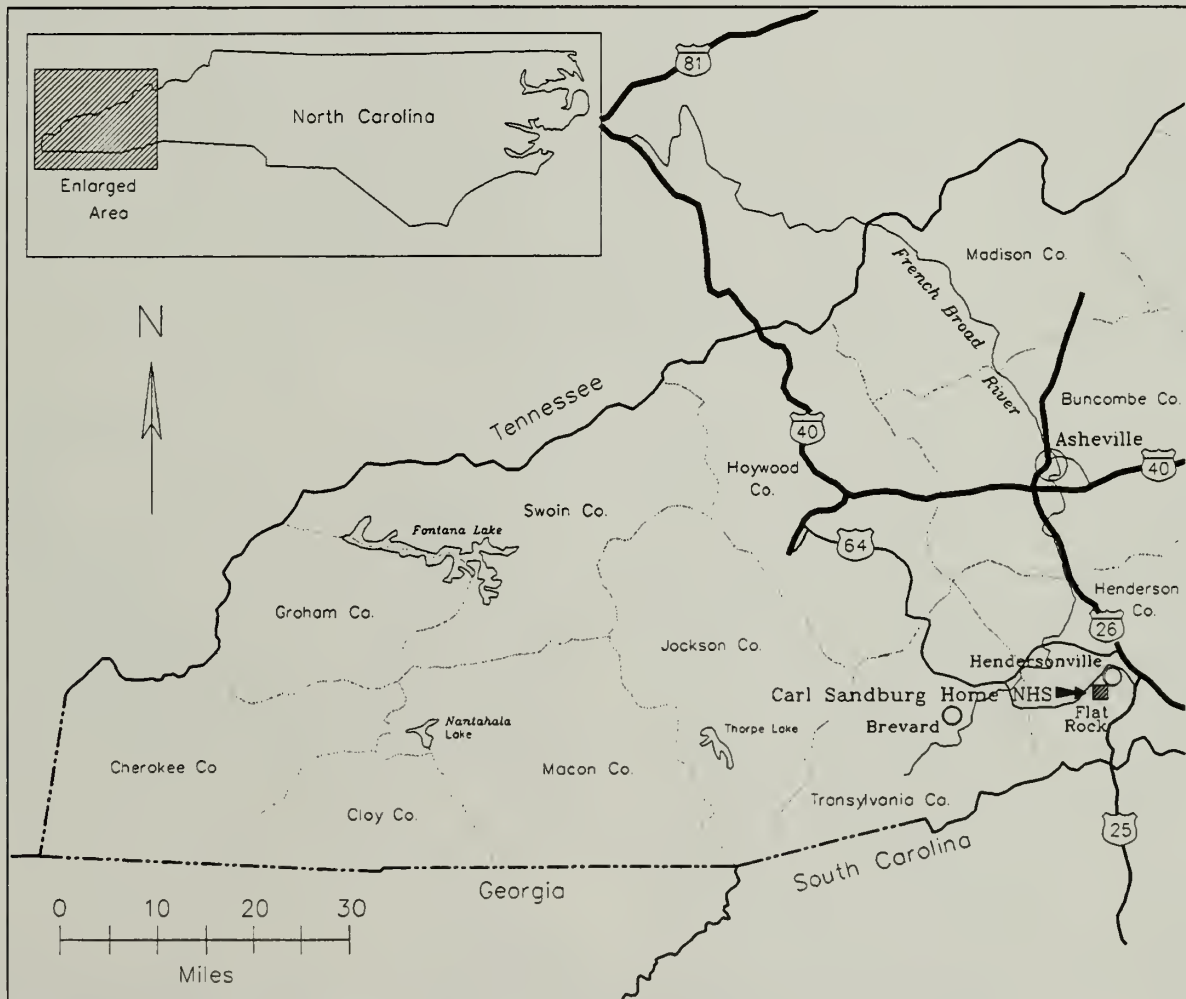 North Carolina
Enlarged
Area
81
N
Madison Co.
French Broad
River
Tennessee
Buncombe Co.
Asheville
40
40
Hoywood
Co.
Swoin Co.
Fontana Lake
64
Henderson
Co.
Groham Co.
26
Jockson Co.
Hendersonville
Carl Sandburg Home NHS
Flat
Rock
Brevard
Nantahala
Lake
Thorpe Lake
Cherokee Co
Macon Co.
Transylvania Co.
Cloy Co.
25
South Carolina
Georgia
0 10 20 30
Miles